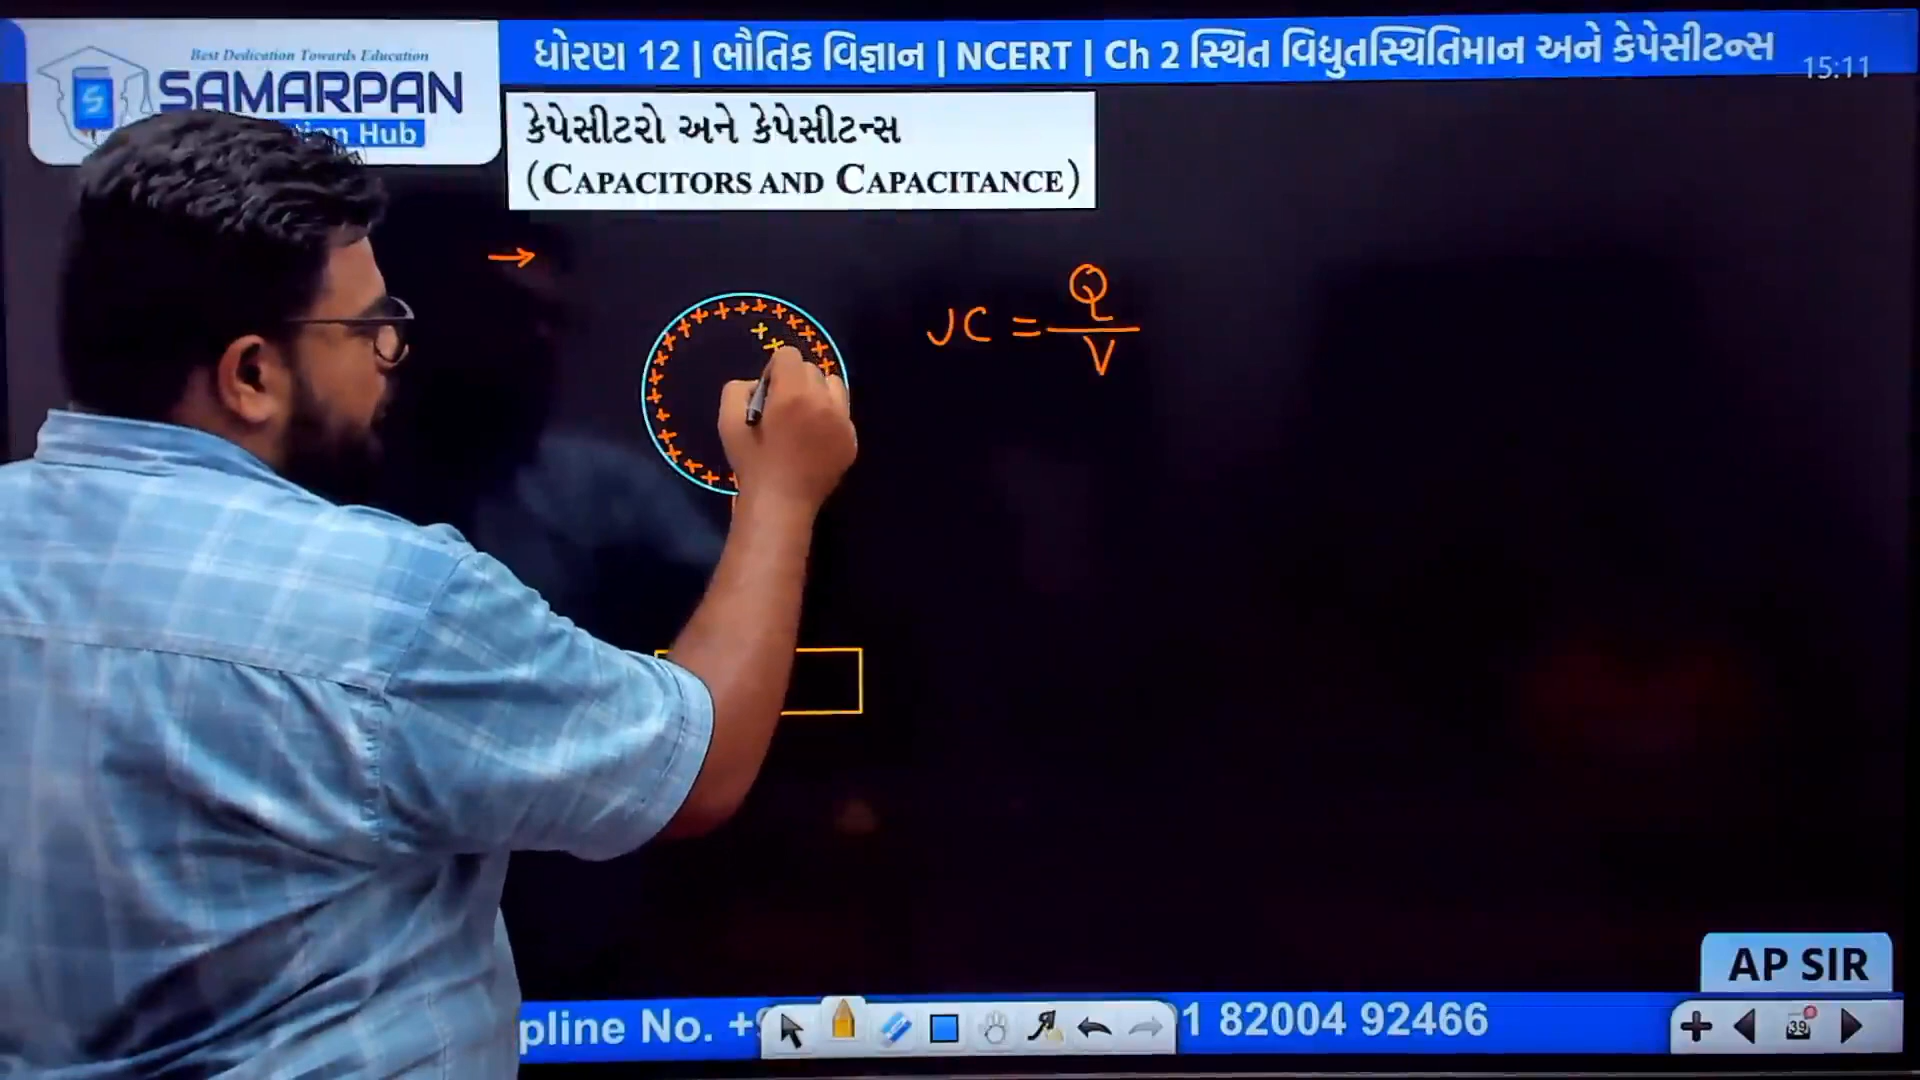 Best Dedication Towards Education
SAMARPAN
Hub
ધોરણ 12 | ભૌતિક વિજ્ઞાન | NCERT | Ch 2 સ્થિત વિદ્યુતસ્થિતિમાન અને કેપેસીટન્સ
15:11
કેપેસીટરો અને કેપેસીટન્સ
(CAPACITORS AND CAPACITANCE)
C = Q
V
AP SIR
pline No. +
1 82004 92466
39